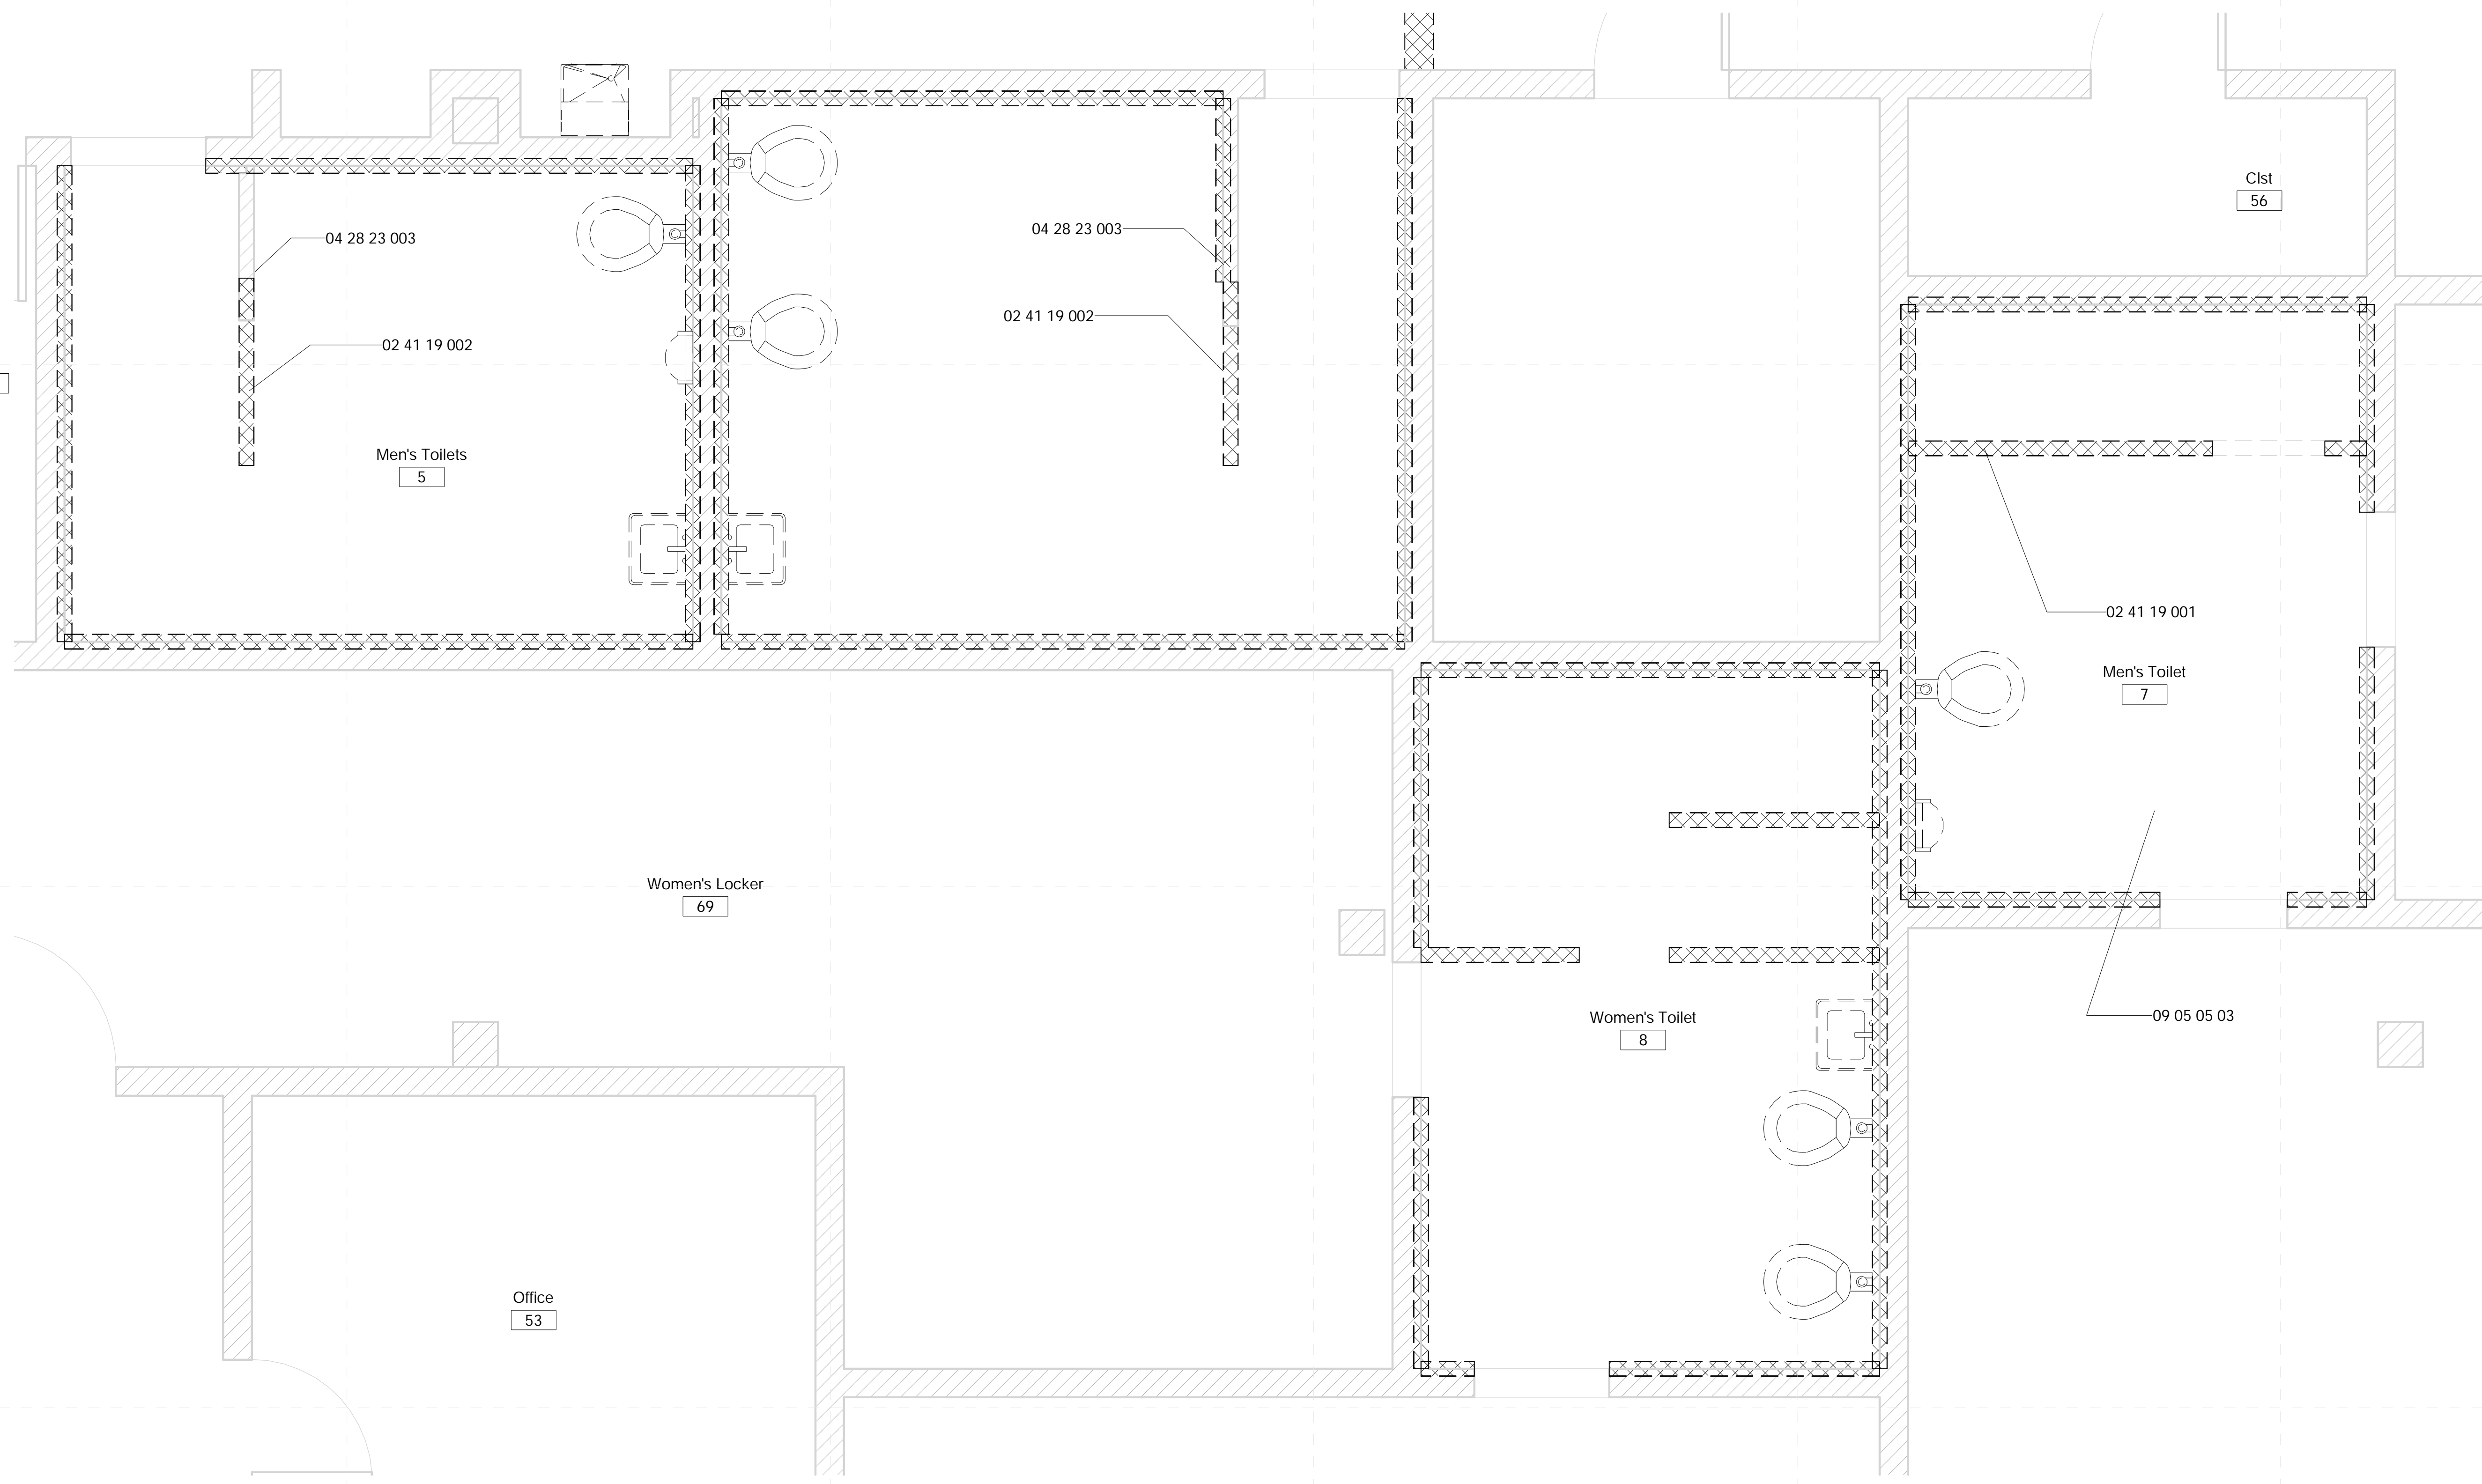 Clst
56
04 28 23 003
04 28 23 003
02 41 19 002
02 41 19 002
Men's Toilets
5
02 41 19 001
Men's Toilet
7
Women's Locker
69
Women's Toilet
8
09 05 05 03
Office
53